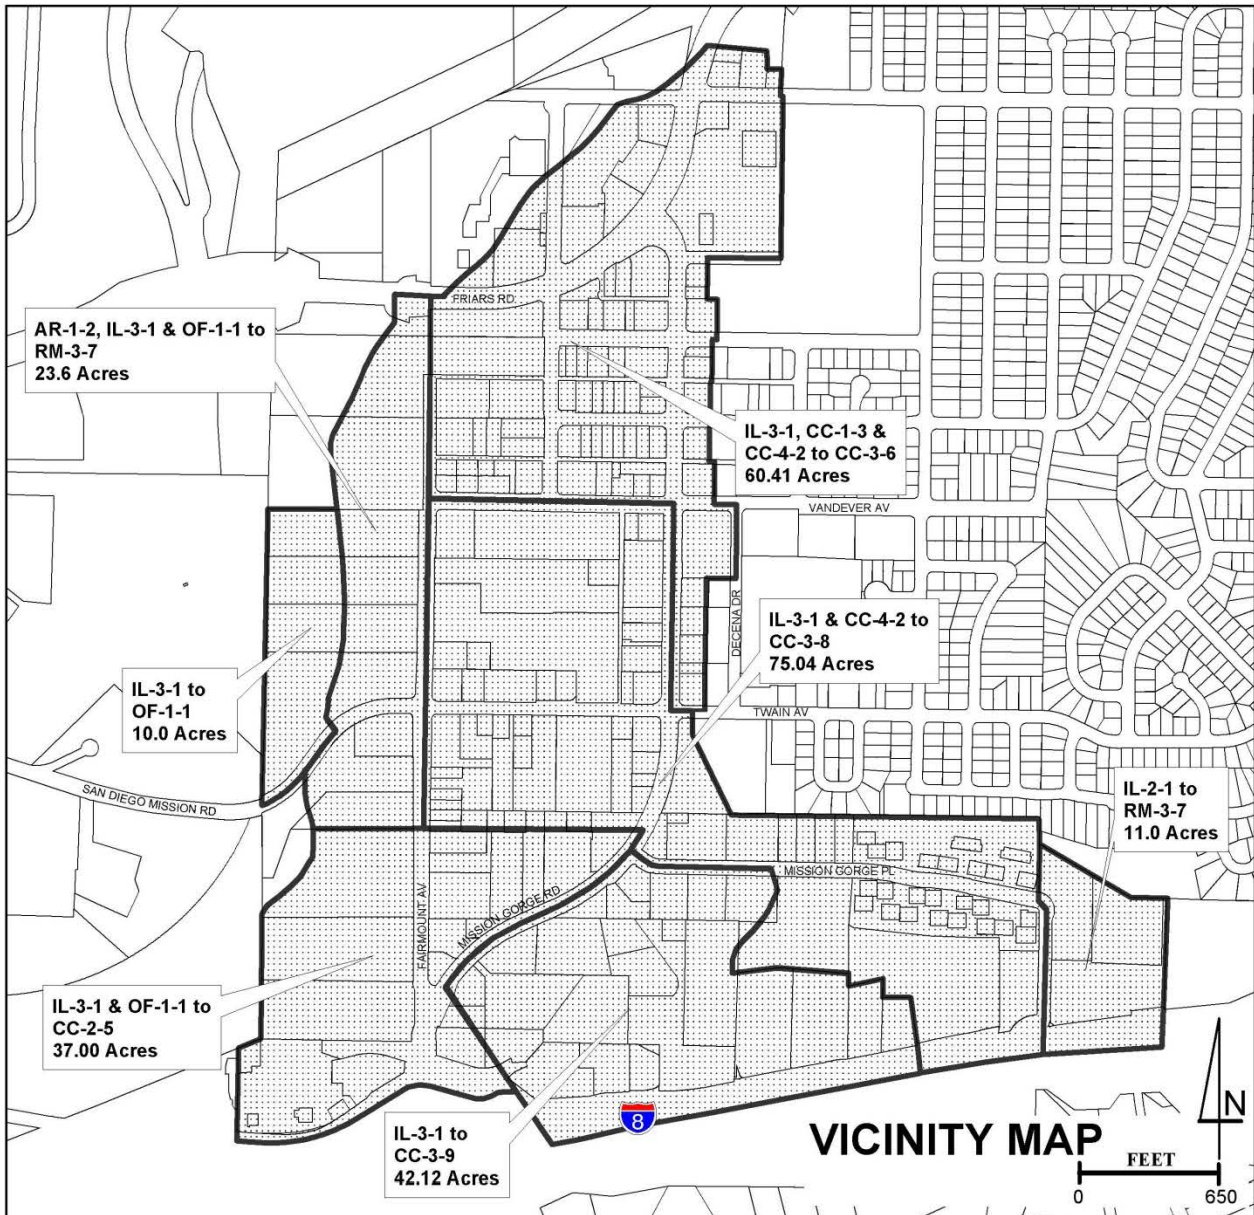 FRIARS RD
AR-1-2, IL-3-1 & OF-1-1 to
RM-3-7
23.6 Acres
IL-3-1, CC-1-3 &
CC-4-2 to CC-3-6
60.41 Acres
VANDEVER AV
DECENA DR
IL-3-1 & CC-4-2 to
CC-3-8
75.04 Acres
IL-3-1 to
OF-1-1
10.0 Acres
TWAIN AV
SAN DIEGO MISSION RD
IL-2-1 to
RM-3-7
11.0 Acres
MISSION GORGE PL
FAIRMOUNT AV
MISSION GORGE RD
IL-3-1 & OF-1-1 to
CC-2-5
37.00 Acres
IL-3-1 to
CC-3-9
42.12 Acres
8
VICINITY MAP
N
FEET
0 650